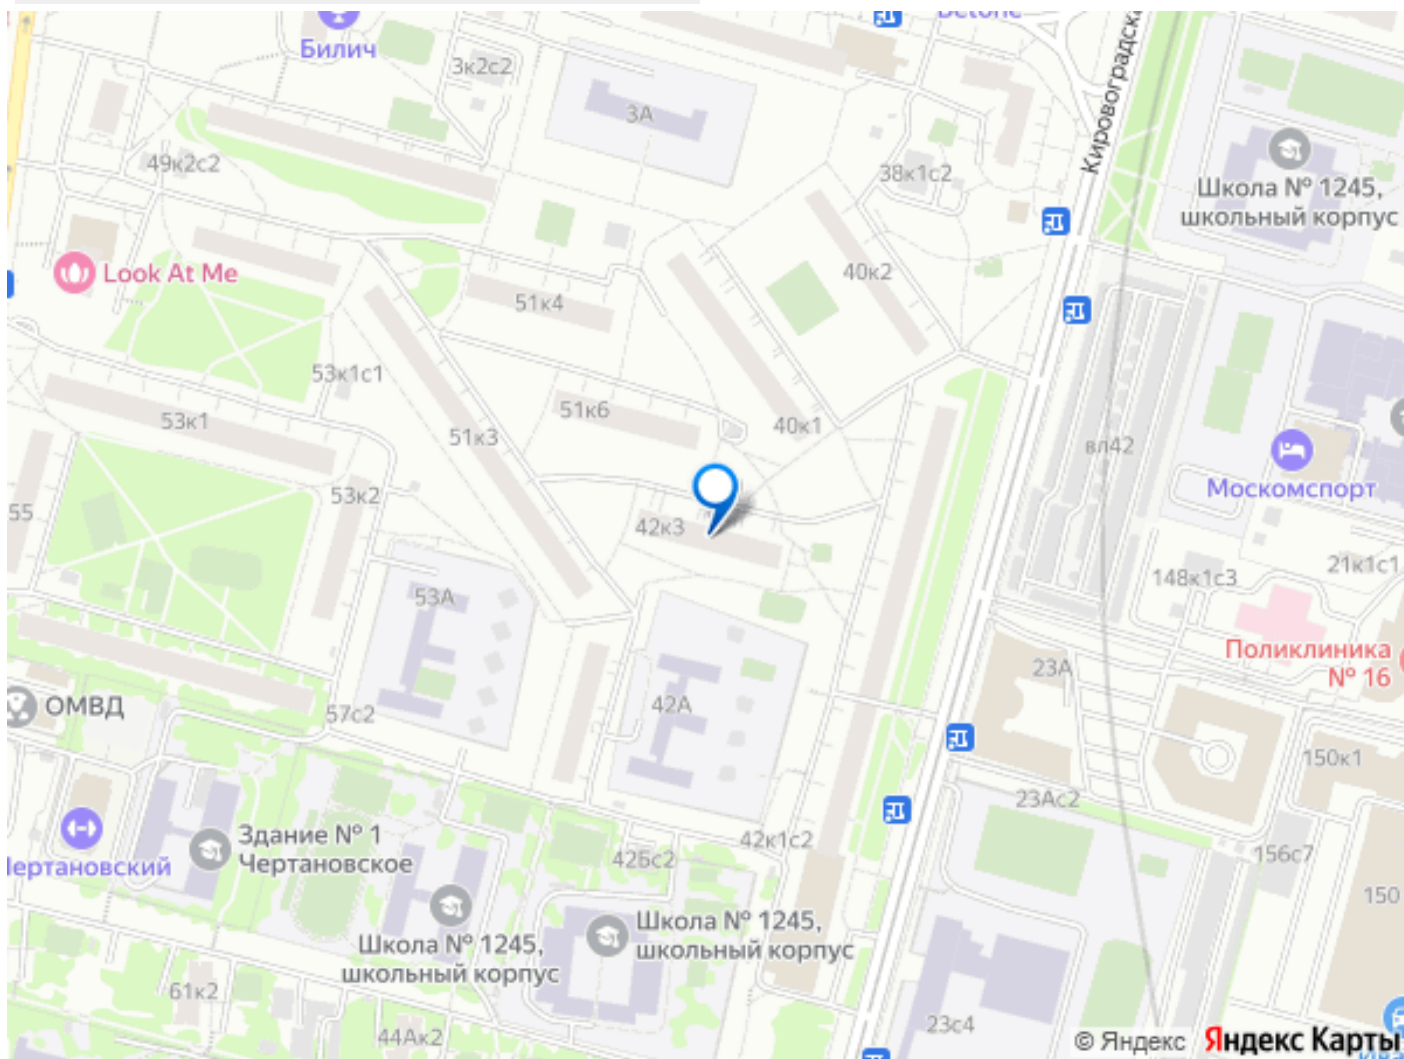 Билич
3к2с2
3А
Кировоградска
49к2с2
38к1с2
Школа № 1245,
школьный корпус
Look At Me
51к4
40к2
53к1с1
53к1
51к6
51к3
40к1
вл42
53к2
55
Москомспорт
42к3
148к1с3
21к1с1
53А
Поликлиника
№ 16
23А
ОМВД
57с2
42А
150к1
23Ас2
Чертановский
Здание № 1
Чертановское
42Бс2
42к1с2
156с7
150
Школа № 1245,
школьный корпус
Школа № 1245,
школьный корпус
61к2
44Ак2
23с4
© Яндекс Яндекс Карты